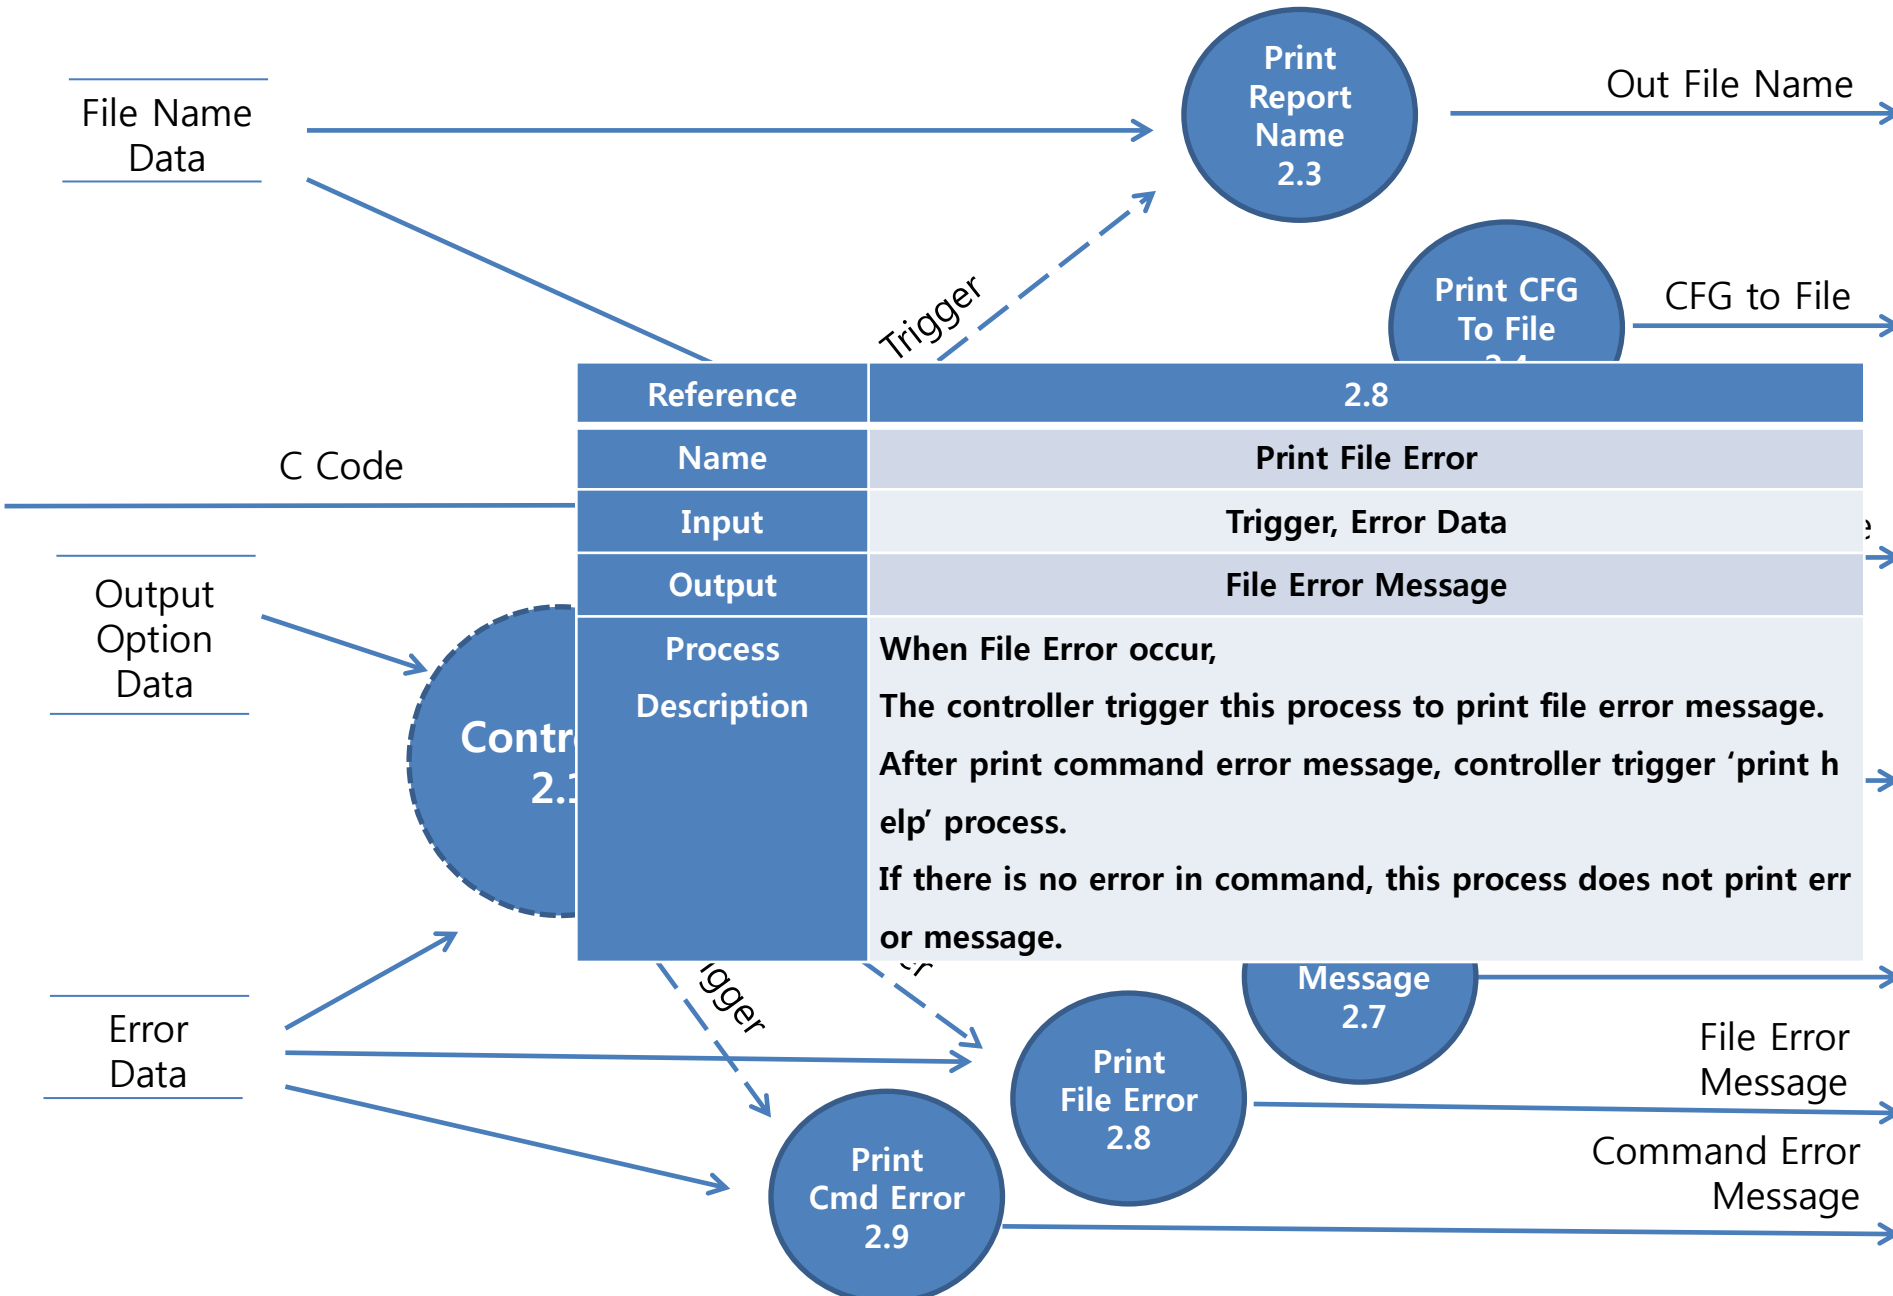 Print
Report
Name
2.3
Out File Name
File Name
Data
Trigger
Print CFG
To File
CFG to File
Reference
2.8
Name
Print File Error
Input
Trigger, Error Data
Output
File Error Message
Process
Description
When File Error occur,
The controller trigger this process to print file error message.
After print command error message, controller trigger ‘print h
elp’ process.
If there is no error in command, this process does not print err
or message.
C Code
Output
Option
Data
Error
Data
Message
2.7
Print
File Error
2.8
File Error
Message
Print
Cmd Error
2.9
Command Error
Message